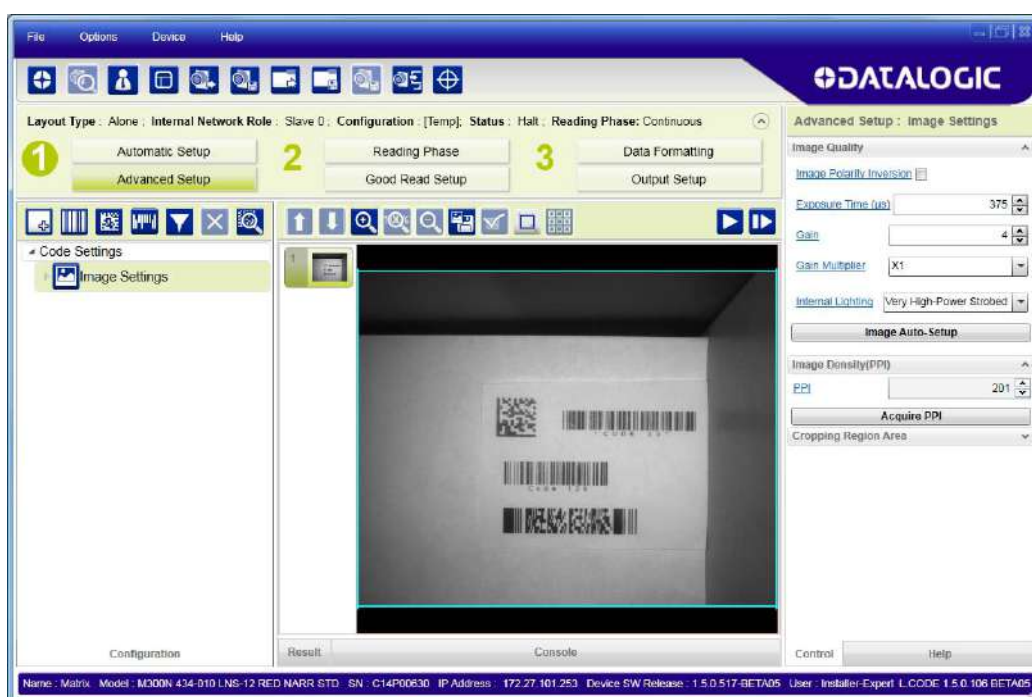 File Options Device Help
DATALOGIC
Layout Type : Alone ; Internal Network Role : Slave 0 ; Configuration : [Temp]; Status : Halt ; Reading Phase: Continuous
1 Automatic Setup
Advanced Setup
2 Reading Phase
Good Read Setup
3 Data Formatting
Output Setup
Advanced Setup : Image Settings
Image Quality
Image Polarity Inversion
Exposure Time (µs) 375
Gain 4
Gain Multiplier X1
Internal Lighting Very High-Power Strobed
Image Auto-Setup
Image Density(PPI)
PPI 201
Acquire PPI
Cropping Region Area
Code Settings
Image Settings
1
CODE 128
Configuration
Result
Console
Control
Help
Name : Matrix Model : M300N 434-010 LNS-12 RED NARR STD SN : C14P00630 IP Address : 172.27.101.253 Device SW Release : 1.5.0.517-BETA05 User : Installer-Expert L.CODE 1.5.0.106 BETA05